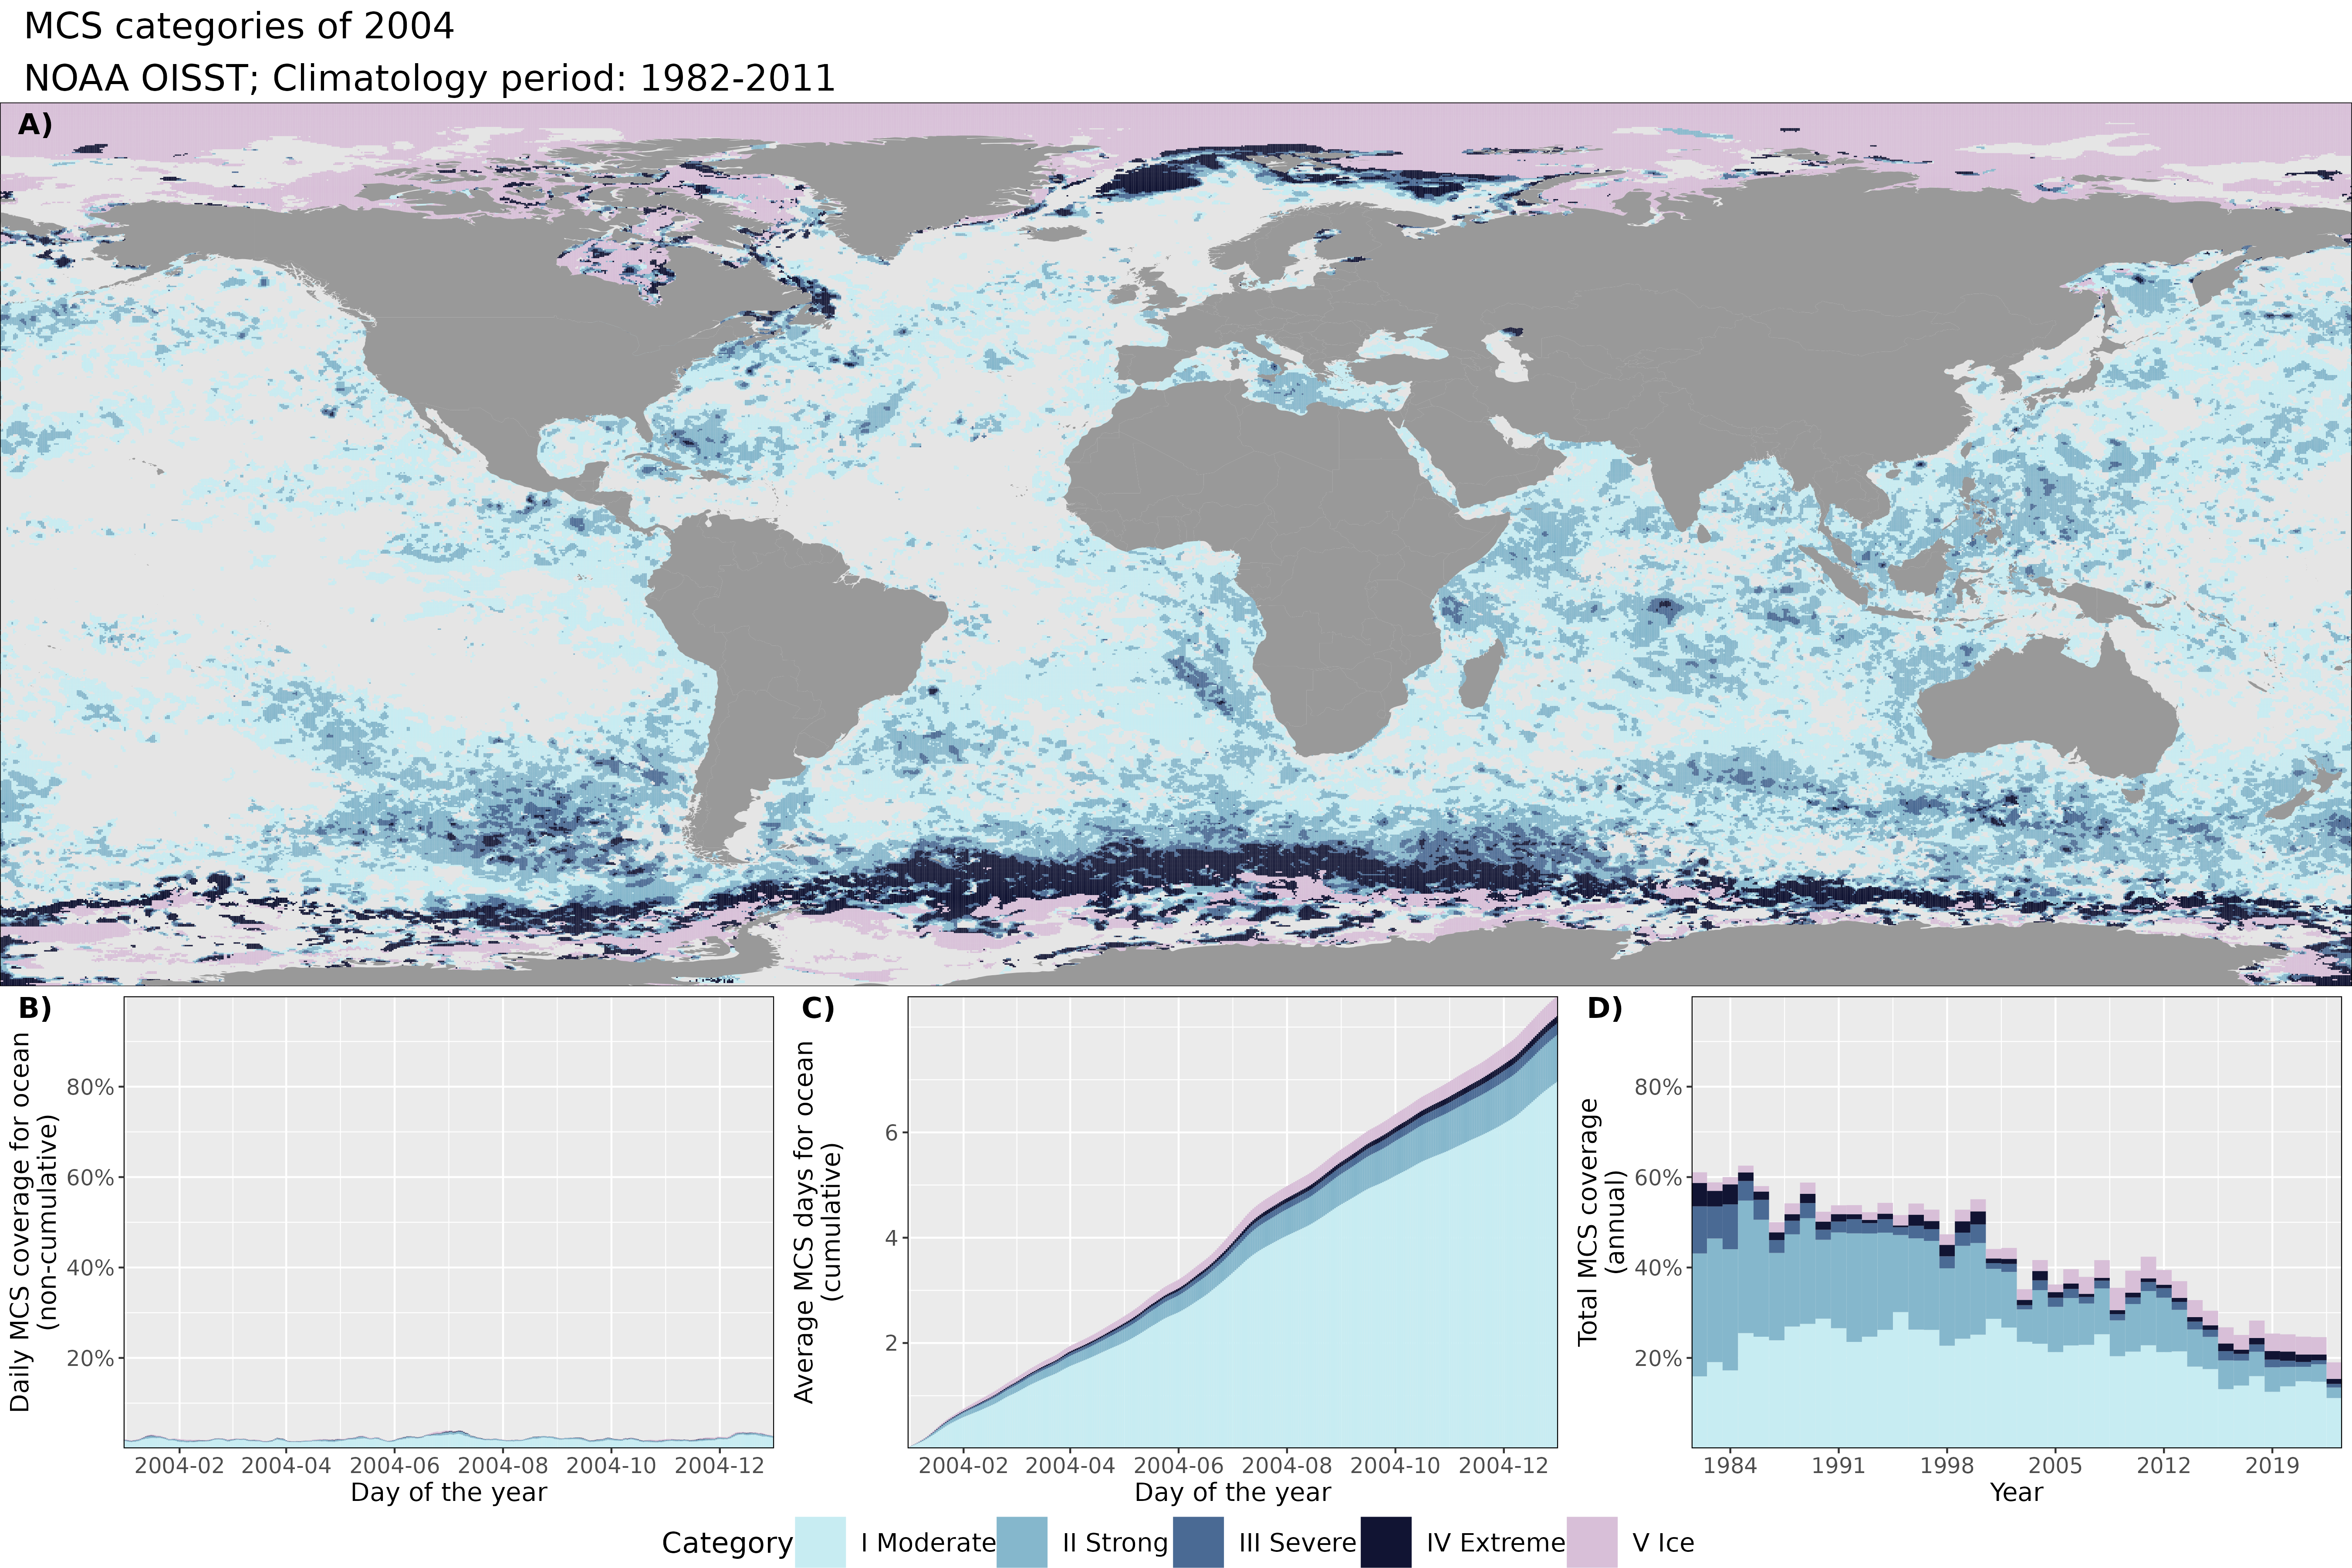 MCS categories of 2004
NOAA OISST; Climatology period: 1982-2011
A)
B)
Daily MCS coverage for ocean
(non-cumulative)
80%
60%
40%
20%
2004-02 2004-04 2004-06 2004-08 2004-10 2004-12
Day of the year
C)
Average MCS days for ocean
(cumulative)
6
4
2
2004-02 2004-04 2004-06 2004-08 2004-10 2004-12
Day of the year
D)
Total MCS coverage
(annual)
80%
60%
40%
20%
1984 1991 1998 2005 2012 2019
Year
Category I Moderate II Strong III Severe IV Extreme V Ice